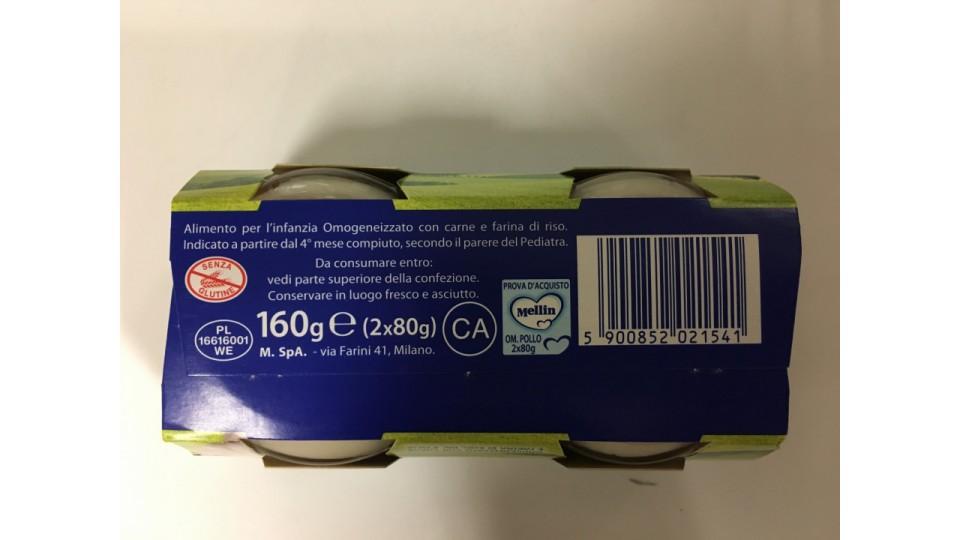 Alimento per l'infanzia Omogeneizzato con carne e farina di riso.
Indicato a partire dal 4° mese compiuto, secondo il parere del Pediatra.
Da consumare entro:
vedi parte superiore della confezione.
Conservare in luogo fresco e asciutto.
SENZA
GLUTINE
160g e (2x80g)
CA
PL
16616001
WE
M. SpA. - via Farini 41, Milano.
PROVA D'ACQUISTO
Mellin
OM. POLLO
2x80g
5 900852 021541